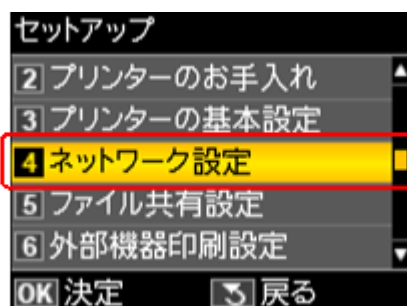 セットアップ
2 プリンターのお手入れ
3 プリンターの基本設定
4 ネットワーク設定
5 ファイル共有設定
6 外部機器印刷設定
OK 決定 戻る